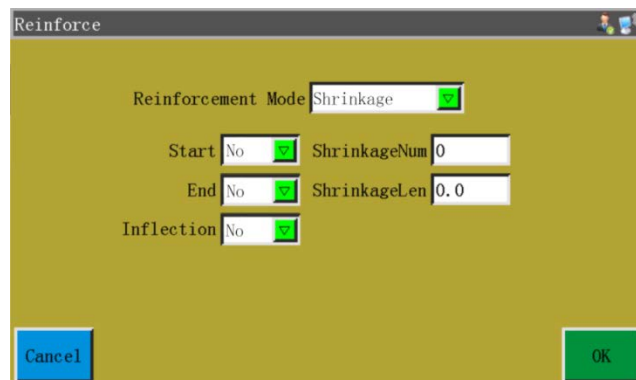 Reinforce
Reinforcement Mode Shrinkage
Start No ShrinkageNum 0
End No ShrinkageLen 0.0
Inflection No
Cancel OK